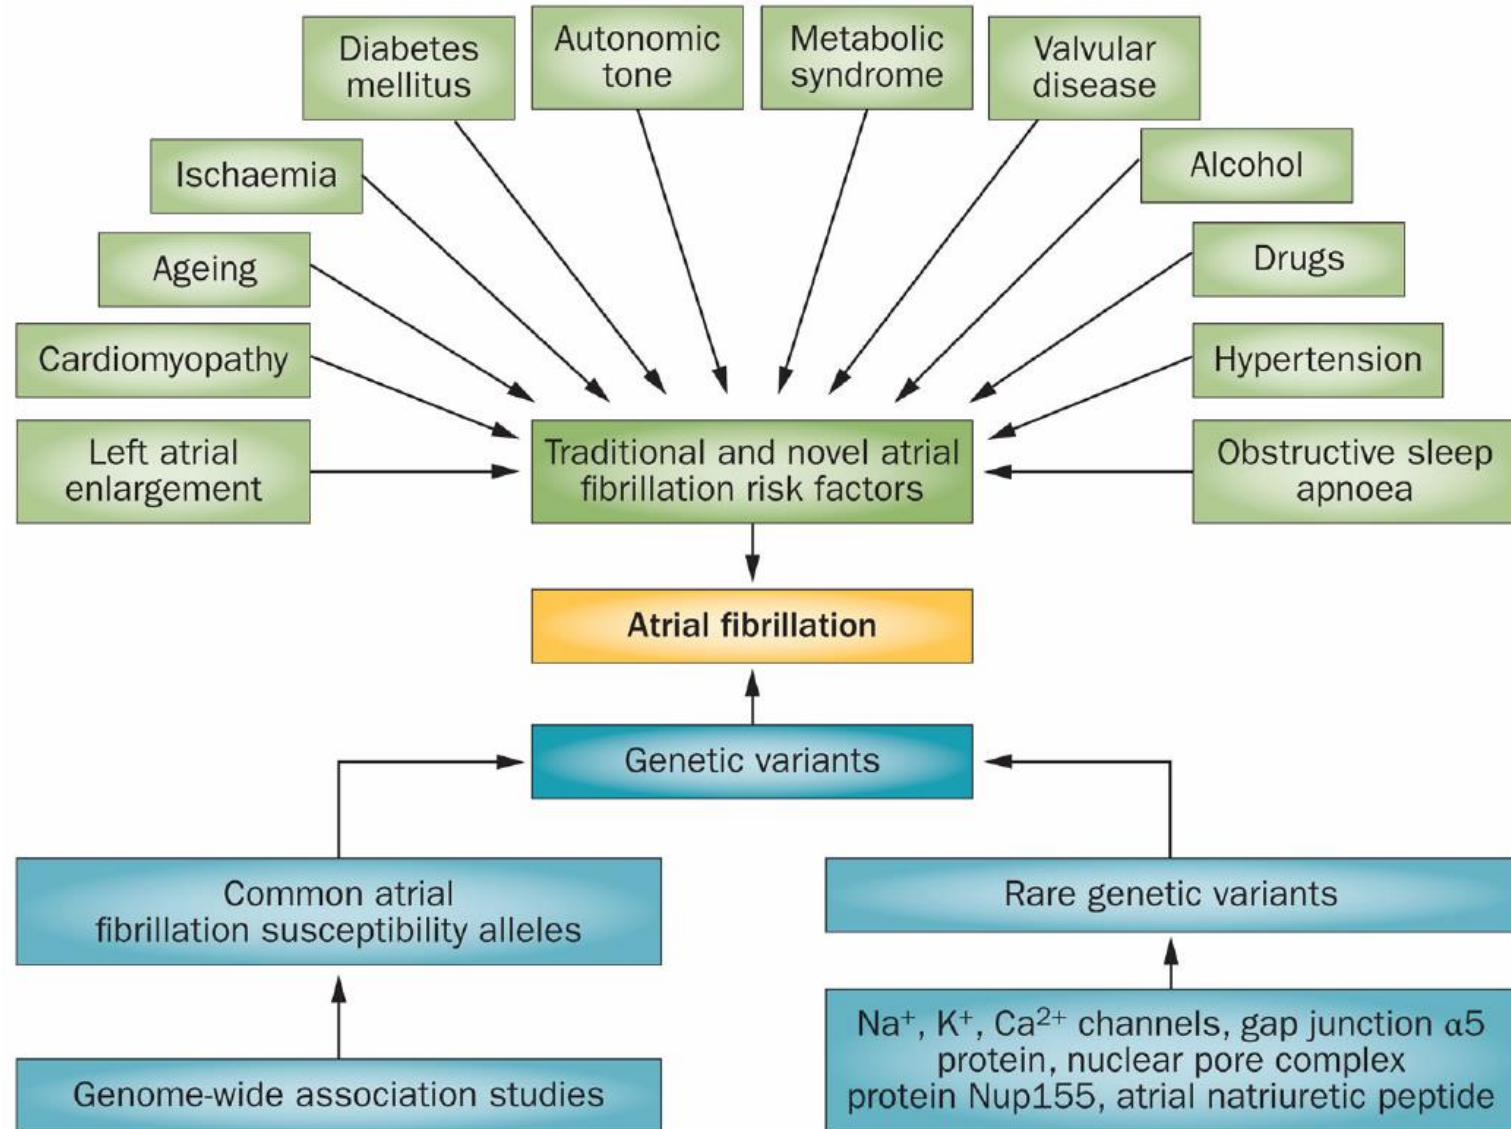 Diabetes
mellitus
Autonomic
tone
Metabolic
syndrome
Valvular
disease
Ischaemia
Alcohol
Ageing
Drugs
Cardiomyopathy
Hypertension
Left atrial
enlargement
Traditional and novel atrial
fibrillation risk factors
Obstructive sleep
apnoea
Atrial fibrillation
Genetic variants
Common atrial
fibrillation susceptibility alleles
Rare genetic variants
Genome-wide association studies
Na⁺, K⁺, Ca²⁺ channels, gap junction α5
protein, nuclear pore complex
protein Nup155, atrial natriuretic peptide